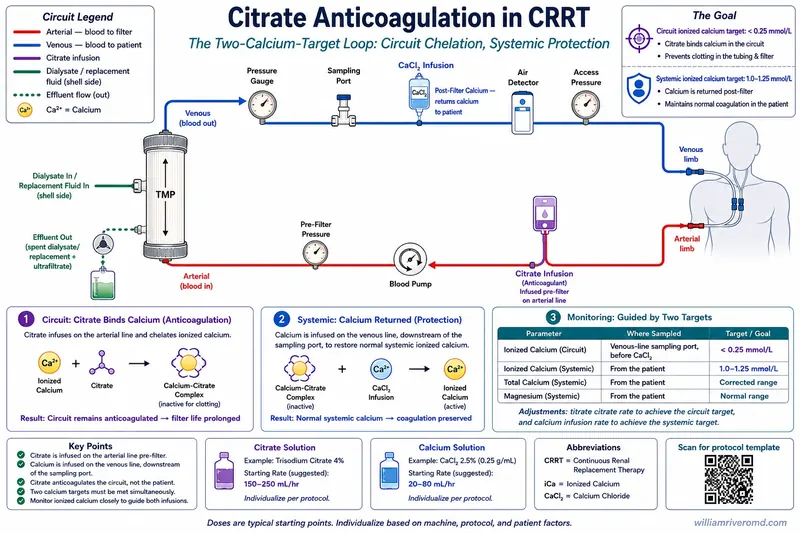 Citrate Anticoagulation in CRRT
The Two-Calcium-Target Loop: Circuit Chelation, Systemic Protection
Circuit Legend
Arterial — blood to filter
Venous — blood to patient
Citrate infusion
Dialysate / replacement
fluid (shell side)
Effluent flow (out)
Ca²⁺
Ca²⁺ = Calcium
The Goal
Circuit ionized calcium target: < 0.25 mmol/L
• Citrate binds calcium in the circuit
• Prevents clotting in the tubing & filter
Systemic ionized calcium target: 1.0–1.25 mmol/L
• Calcium is returned post-filter
• Maintains normal coagulation in the patient
Venous
(blood out)
Pressure
Gauge
Sampling
Port
CaCl₂ Infusion
CaCl₂
Post-Filter Calcium —
returns calcium
to patient
Air
Detector
Access
Pressure
Venous
limb
Arterial
limb
Dialysate In /
Replacement Fluid In
(shell side)
TMP
Effluent Out
(spent dialysate/
replacement +
ultrafiltrate)
Arterial
(blood in)
Pre-Filter
Pressure
Blood Pump
Citrate Infusion
(Anticoagulant)
Infused pre-filter
on arterial line
1 Circuit: Citrate Binds Calcium (Anticoagulation)
Citrate infuses on the arterial line and chelates ionized calcium.
Ca²⁺
+
Ionized
Calcium
Citrate
Ca²⁺
Calcium-Citrate
Complex
(inactive for clotting)
Result: Circuit remains anticoagulated → filter life prolonged
2 Systemic: Calcium Returned (Protection)
Calcium is infused on the venous line, downstream of the
sampling port, to restore normal systemic ionized calcium.
Ca²⁺
+
Ca²⁺
Ca²⁺
Calcium-Citrate
Complex
(inactive)
CaCl₂
Infusion
Ionized
Calcium
(active)
Result: Normal systemic calcium → coagulation preserved
3 Monitoring: Guided by Two Targets
Parameter Where Sampled Target / Goal
Ionized Calcium (Circuit) Venous-line sampling port, before CaCl₂ < 0.25 mmol/L
Ionized Calcium (Systemic) From the patient 1.0–1.25 mmol/L
Total Calcium (Systemic) From the patient Corrected range
Magnesium (Systemic) From the patient Normal range
Adjustments: titrate citrate rate to achieve the circuit target,
and calcium infusion rate to achieve the systemic target.
Key Points
Citrate is infused on the arterial line pre-filter.
Calcium is infused on the venous line, downstream
of the sampling port.
Citrate anticoagulates the circuit, not the patient.
Two calcium targets must be met simultaneously.
Monitor ionized calcium closely to guide both infusions.
Citrate Solution
Example: Trisodium Citrate 4%
Starting Rate (suggested):
150–250 mL/hr
Individualize per protocol.
Calcium Solution
Example: CaCl₂ 2.5% (0.25 g/mL)
Starting Rate (suggested):
20–80 mL/hr
Individualize per protocol.
Abbreviations
CRRT = Continuous Renal
Replacement Therapy
iCa = Ionized Calcium
CaCl₂ = Calcium Chloride
Scan for protocol template
Doses are typical starting points. Individualize based on machine, protocol, and patient factors.
williamriveromd.com